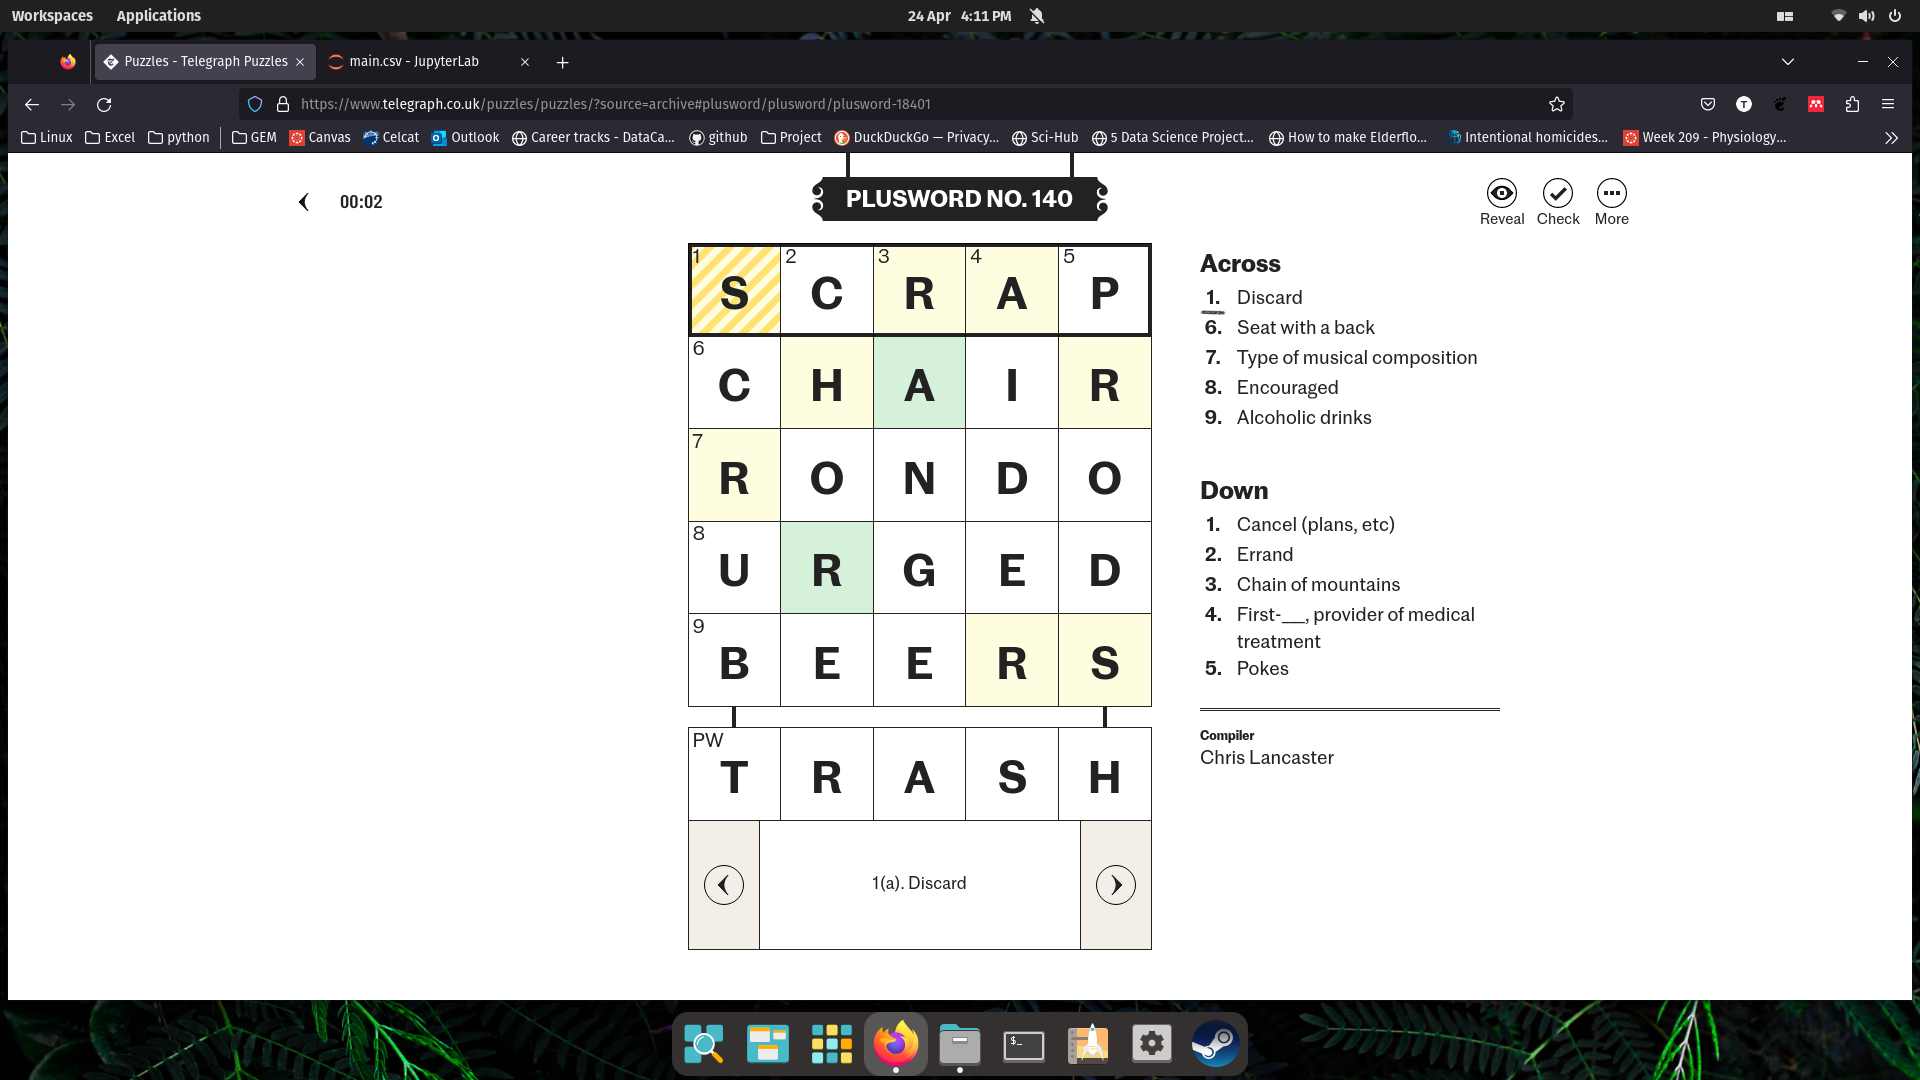 Workspaces Applications 24 Apr 4:11 PM
Puzzles - Telegraph Puzzles main.csv - JupyterLab
https://www.telegraph.co.uk/puzzles/puzzles/?source=archive#plusword/plusword/plusword-18401
Linux Excel python GEM Canvas Celcat Outlook Career tracks - DataCa... github Project DuckDuckGo — Privacy... Sci-Hub 5 Data Science Project... How to make Elderflo... Intentional homicides... Week 209 - Physiology...
00:02
PLUSWORD NO. 140
Reveal Check More
1 2 3 4 5
S C R A P
6
C H A I R
7
R O N D O
8
U R G E D
9
B E E R S
PW
T R A S H
1(a). Discard
Across
1. Discard
6. Seat with a back
7. Type of musical composition
8. Encouraged
9. Alcoholic drinks
Down
1. Cancel (plans, etc)
2. Errand
3. Chain of mountains
4. First-___, provider of medical
treatment
5. Pokes
Compiler
Chris Lancaster